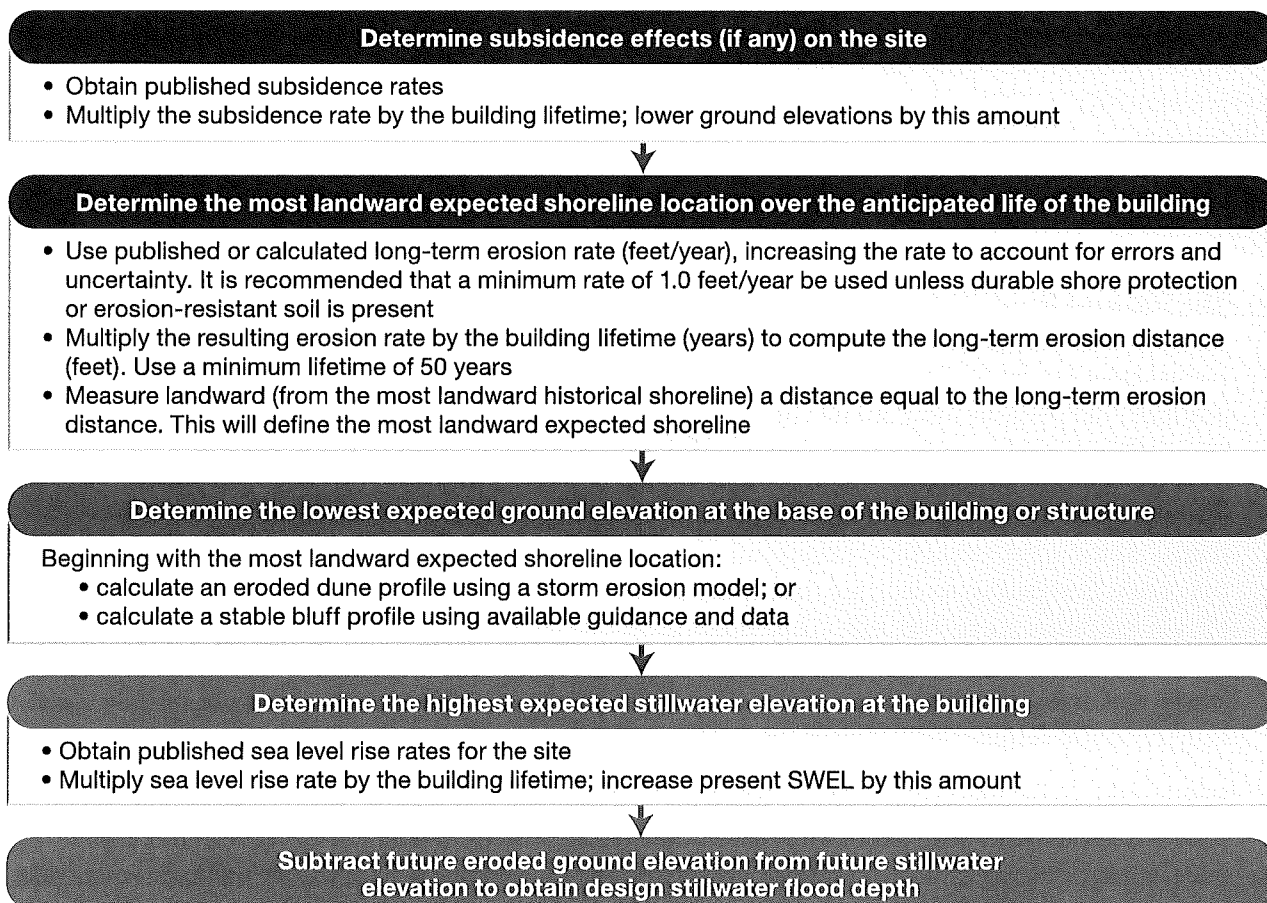 Determine subsidence effects (if any) on the site
• Obtain published subsidence rates
• Multiply the subsidence rate by the building lifetime; lower ground elevations by this amount
Determine the most landward expected shoreline location over the anticipated life of the building
• Use published or calculated long-term erosion rate (feet/year), increasing the rate to account for errors and
uncertainty. It is recommended that a minimum rate of 1.0 feet/year be used unless durable shore protection
or erosion-resistant soil is present
• Multiply the resulting erosion rate by the building lifetime (years) to compute the long-term erosion distance
(feet). Use a minimum lifetime of 50 years
• Measure landward (from the most landward historical shoreline) a distance equal to the long-term erosion
distance. This will define the most landward expected shoreline
Determine the lowest expected ground elevation at the base of the building or structure
Beginning with the most landward expected shoreline location:
• calculate an eroded dune profile using a storm erosion model; or
• calculate a stable bluff profile using available guidance and data
Determine the highest expected stillwater elevation at the building
• Obtain published sea level rise rates for the site
• Multiply sea level rise rate by the building lifetime; increase present SWEL by this amount
Subtract future eroded ground elevation from future stillwater
elevation to obtain design stillwater flood depth